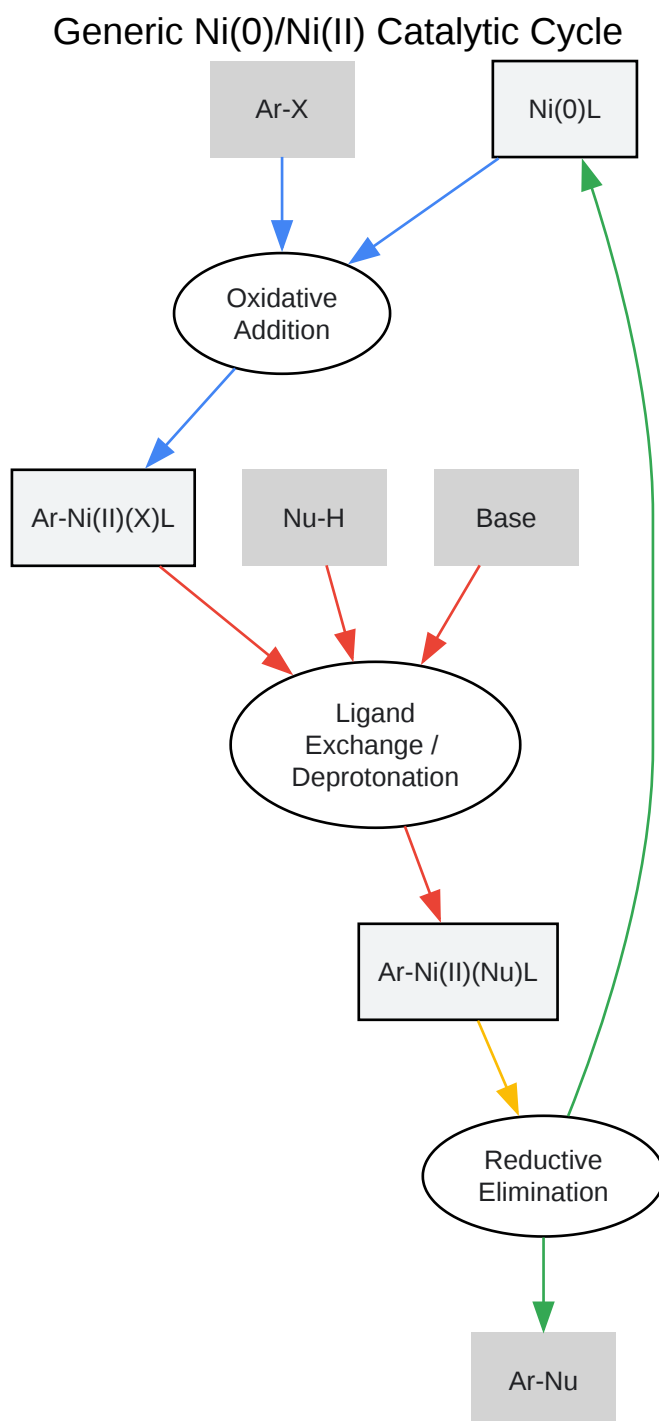 Generic Ni(0)/Ni(II) Catalytic Cycle
Ar-X
Ni(0)L
Oxidative
Addition
Ar-Ni(II)(X)L
Nu-H
Base
Ligand
Exchange /
Deprotonation
Ar-Ni(II)(Nu)L
Reductive
Elimination
Ar-Nu